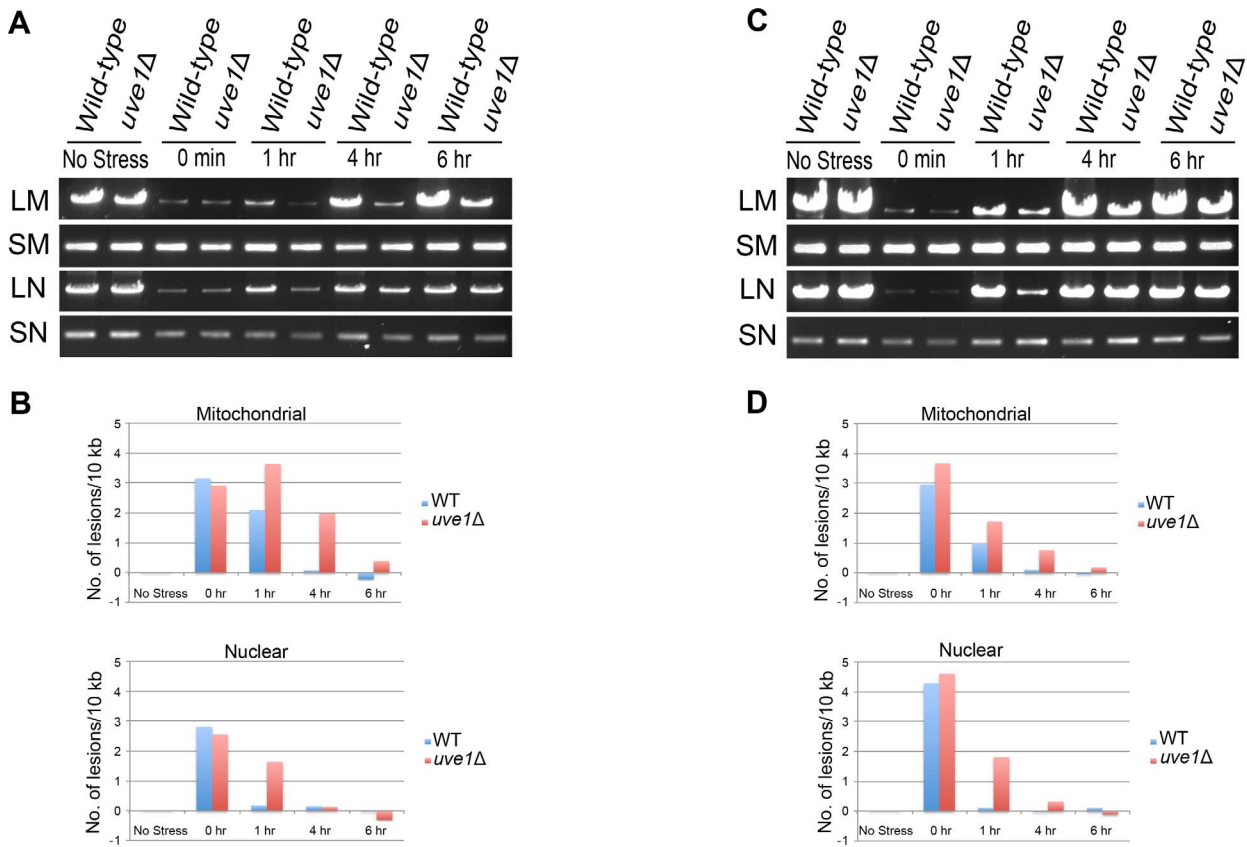 A
Wild-type
uve1Δ
Wild-type
uve1Δ
Wild-type
uve1Δ
Wild-type
uve1Δ
Wild-type
uve1Δ
No Stress
0 min
1 hr
4 hr
6 hr
LM
SM
LN
SN
B
Mitochondrial
No. of lesions/10 kb
5
4
3
2
1
0
-1
No Stress
0 hr
1 hr
4 hr
6 hr
WT
uve1Δ
Nuclear
No. of lesions/10 kb
5
4
3
2
1
0
-1
No Stress
0 hr
1 hr
4 hr
6 hr
WT
uve1Δ
C
Wild-type
uve1Δ
Wild-type
uve1Δ
Wild-type
uve1Δ
Wild-type
uve1Δ
Wild-type
uve1Δ
No Stress
0 min
1 hr
4 hr
6 hr
LM
SM
LN
SN
D
Mitochondrial
No. of lesions/10 kb
5
4
3
2
1
0
-1
No Stress
0 hr
1 hr
4 hr
6 hr
WT
uve1Δ
Nuclear
No. of lesions/10 kb
5
4
3
2
1
0
-1
No Stress
0 hr
1 hr
4 hr
6 hr
WT
uve1Δ